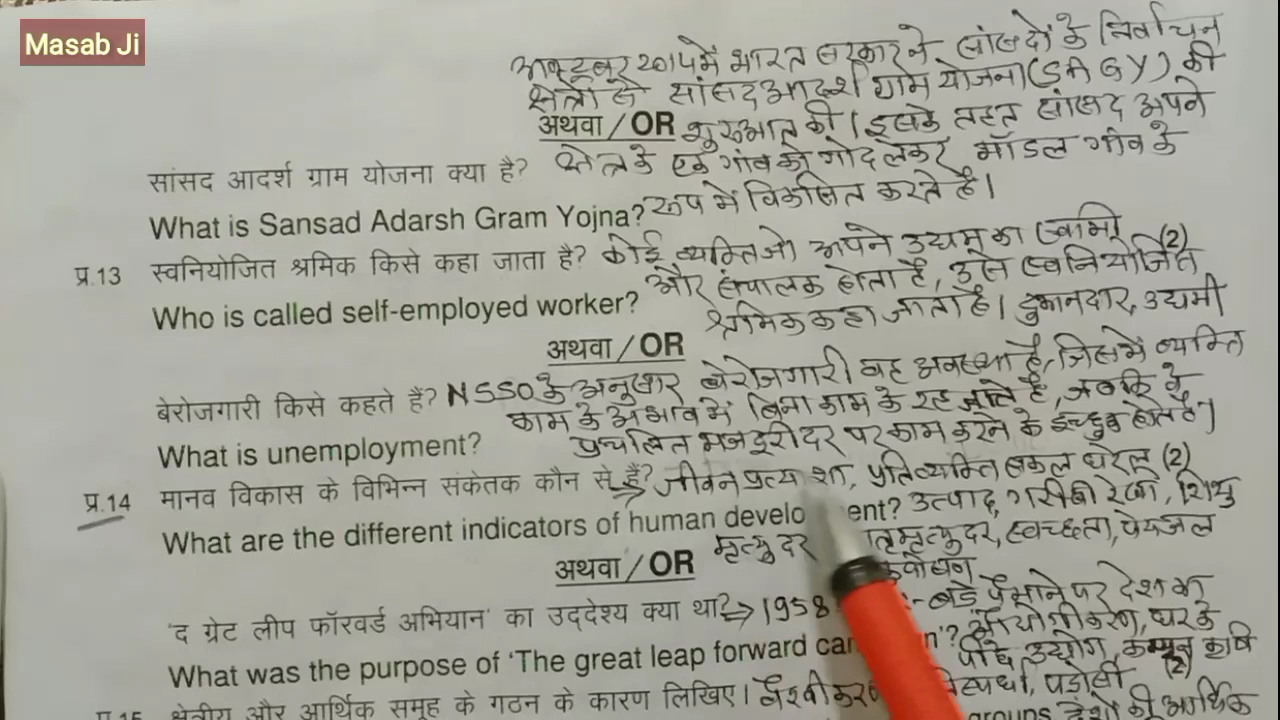 Masab Ji
अक्टूबर 2014 में भारत सरकार ने सांसदों के निर्वाचन
क्षेत्रों में सांसद आदर्श ग्राम योजना (SAGY) की
अथवा / OR शुरुआत की। इसके तहत सांसद अपने
क्षेत्र के एक गांव को गोद लेकर मॉडल गांव के
सांसद आदर्श ग्राम योजना क्या है?
What is Sansad Adarsh Gram Yojna? रूप में विकसित करते हैं।
प्र.13 स्वनियोजित श्रमिक किसे कहा जाता है? कोई व्यक्ति जो अपने उद्यम का स्वामी (2)
और संचालक होता है, उसे स्वनियोजित
Who is called self-employed worker? श्रमिक कहा जाता है। दुकानदार, उद्यमी
अथवा / OR
बेरोजगारी किसे कहते हैं? NSSO के अनुसार बेरोजगारी वह अवस्था है, जिसमें व्यक्ति
काम के अभाव में बिना काम के रह जाते है, जबकि वे
What is unemployment? प्रचलित मजदूरी दर पर काम करने के इच्छुक होते है।
प्र.14 मानव विकास के विभिन्न संकेतक कौन से हैं? जीवन प्रत्याशा, प्रतिव्यक्ति सकल घरेलू (2)
What are the different indicators of human develo ent? उत्पाद, गरीबी रेखा, शिशु
अथवा / OR मृत्यु दर मृत्यु दर, स्वच्छता, पेयजल
कुपोषण
'द ग्रेट लीप फॉरवर्ड अभियान' का उद्देश्य क्या था? ⇒ 1958 :- बडे पैमाने पर देश का
What was the purpose of 'The great leap forward ca n'? औद्योगीकरण, घर के
पीछे उद्योग, कम्यून कृषि
(2)
प्र.15 क्षेत्रीय और आर्थिक समूह के गठन के कारण लिखिए। पडोसी
groups देशों की आर्थिक